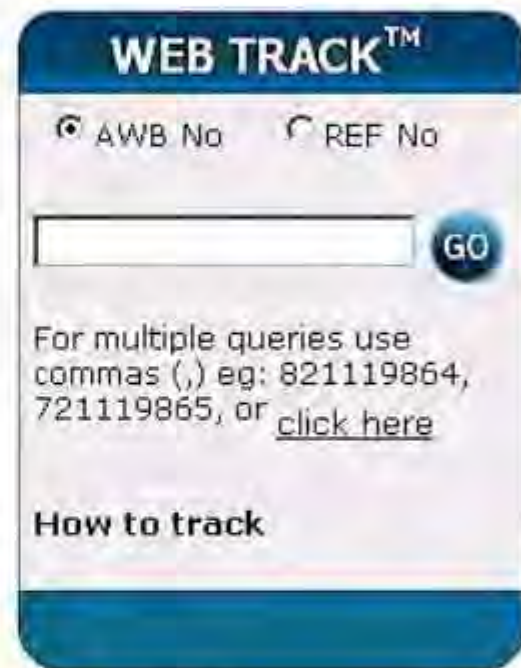 WEB TRACK™
AWB No REF No
GO
For multiple queries use
commas (,) eg: 821119864,
721119865, or click here
How to track